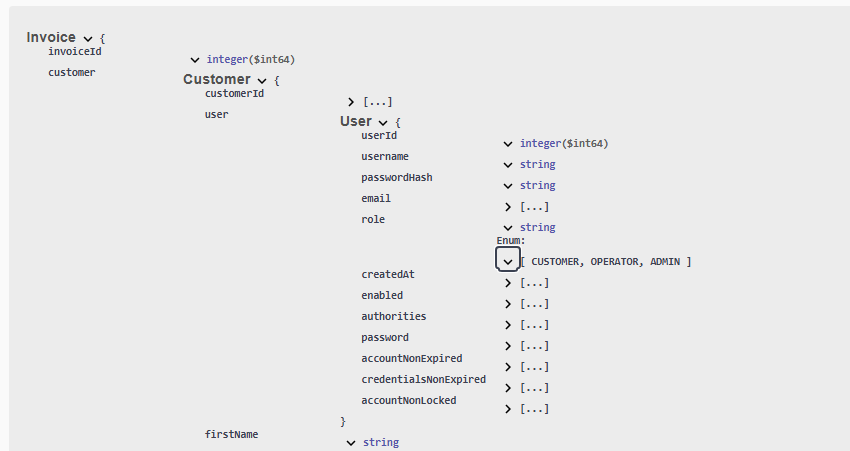 Invoice {
invoiceId
integer($int64)
customer
Customer {
customerId
[...]
user
User {
userId
integer($int64)
username
string
passwordHash
string
email
[...]
role
string
Enum:
[ CUSTOMER, OPERATOR, ADMIN ]
createdAt
[...]
enabled
[...]
authorities
[...]
password
[...]
accountNonExpired
[...]
credentialsNonExpired
[...]
accountNonLocked
[...]
}
firstName
string